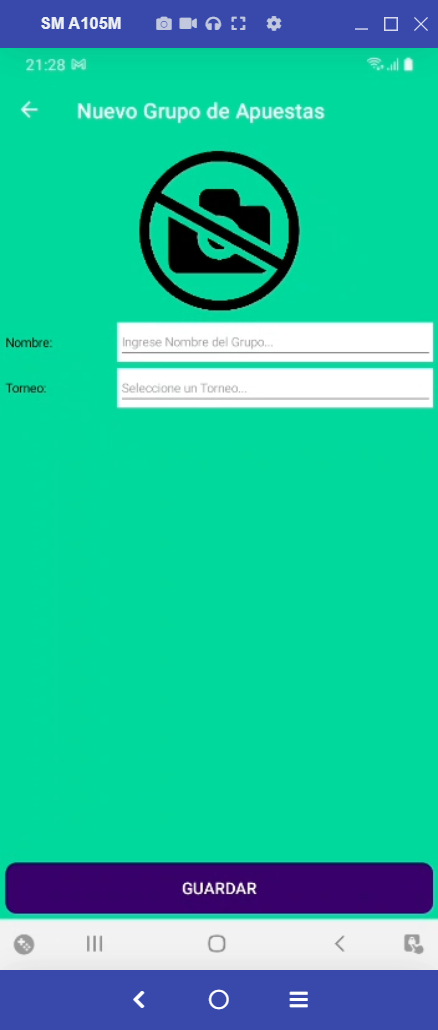 SM A105M
21:28
Nuevo Grupo de Apuestas
Nombre:
Ingrese Nombre del Grupo...
Torneo:
Seleccione un Torneo...
GUARDAR